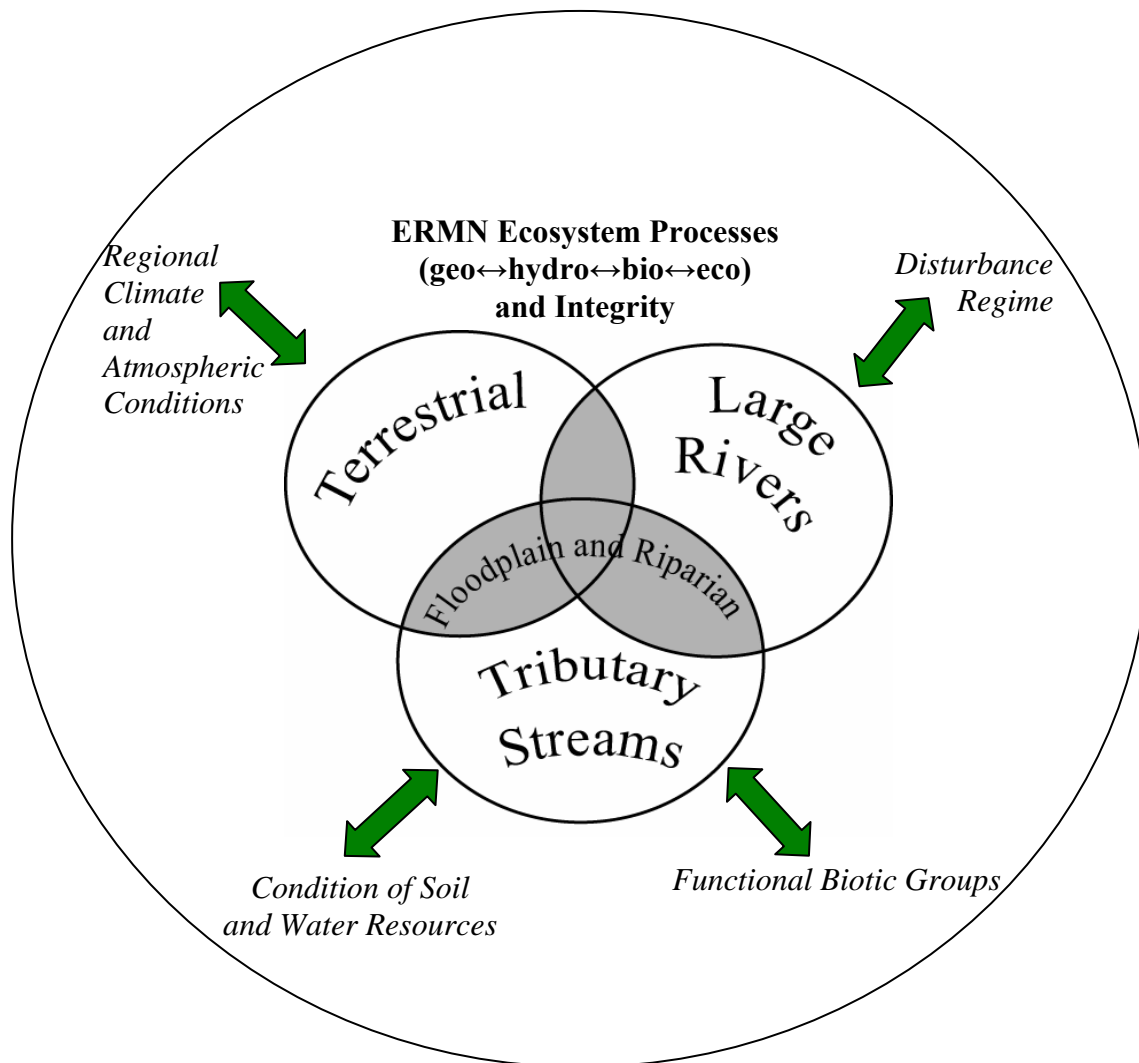 ERMN Ecosystem Processes
(geo↔hydro↔bio↔eco)
and Integrity
Regional
Climate
and
Atmospheric
Conditions
Disturbance
Regime
Terrestrial
Large
Rivers
Floodplain and Riparian
Tributary
Streams
Condition of Soil
and Water Resources
Functional Biotic Groups